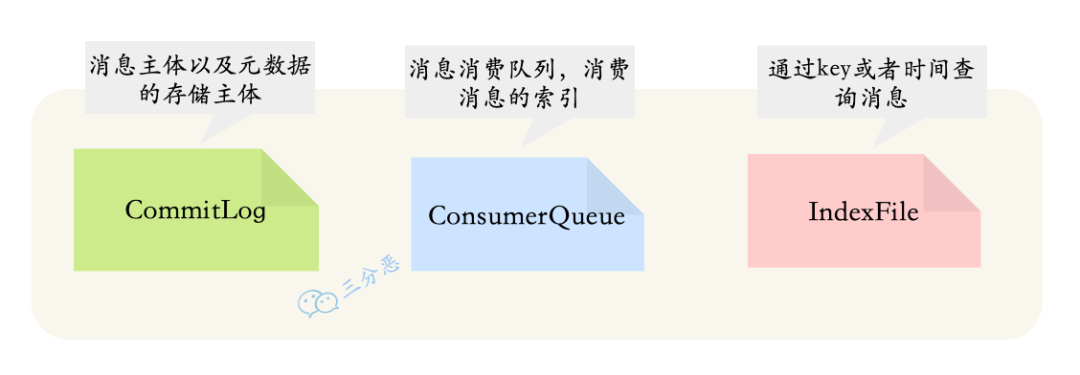 消息主体以及元数据
的存储主体
消息消费队列，消费
消息的索引
通过key或者时间查
询消息
CommitLog
ConsumerQueue
IndexFile
三分恶